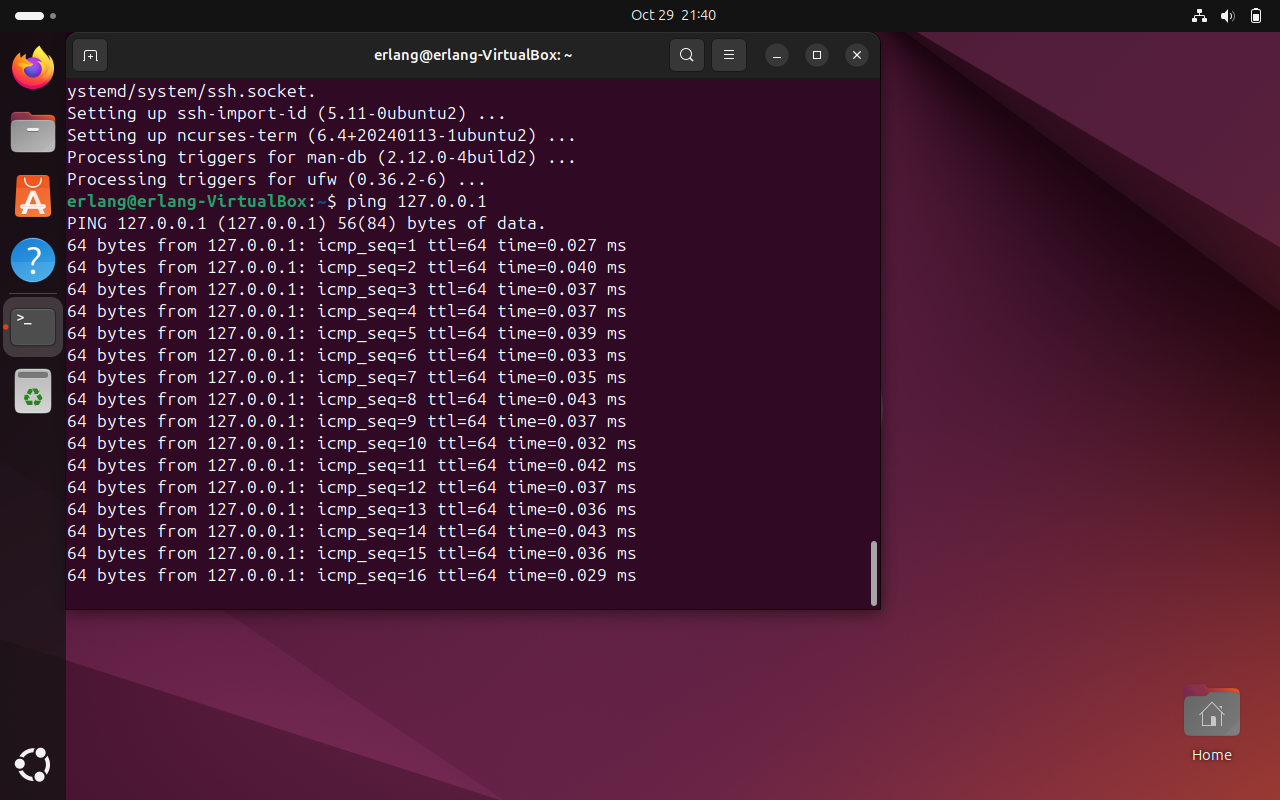 Oct 29 21:40
erlang@erlang-VirtualBox: ~
ystemd/system/ssh.socket.
Setting up ssh-import-id (5.11-0ubuntu2) ...
Setting up ncurses-term (6.4+20240113-1ubuntu2) ...
Processing triggers for man-db (2.12.0-4build2) ...
Processing triggers for ufw (0.36.2-6) ...
erlang@erlang-VirtualBox:~$ ping 127.0.0.1
PING 127.0.0.1 (127.0.0.1) 56(84) bytes of data.
64 bytes from 127.0.0.1: icmp_seq=1 ttl=64 time=0.027 ms
64 bytes from 127.0.0.1: icmp_seq=2 ttl=64 time=0.040 ms
64 bytes from 127.0.0.1: icmp_seq=3 ttl=64 time=0.037 ms
64 bytes from 127.0.0.1: icmp_seq=4 ttl=64 time=0.037 ms
64 bytes from 127.0.0.1: icmp_seq=5 ttl=64 time=0.039 ms
64 bytes from 127.0.0.1: icmp_seq=6 ttl=64 time=0.033 ms
64 bytes from 127.0.0.1: icmp_seq=7 ttl=64 time=0.035 ms
64 bytes from 127.0.0.1: icmp_seq=8 ttl=64 time=0.043 ms
64 bytes from 127.0.0.1: icmp_seq=9 ttl=64 time=0.037 ms
64 bytes from 127.0.0.1: icmp_seq=10 ttl=64 time=0.032 ms
64 bytes from 127.0.0.1: icmp_seq=11 ttl=64 time=0.042 ms
64 bytes from 127.0.0.1: icmp_seq=12 ttl=64 time=0.037 ms
64 bytes from 127.0.0.1: icmp_seq=13 ttl=64 time=0.036 ms
64 bytes from 127.0.0.1: icmp_seq=14 ttl=64 time=0.043 ms
64 bytes from 127.0.0.1: icmp_seq=15 ttl=64 time=0.036 ms
64 bytes from 127.0.0.1: icmp_seq=16 ttl=64 time=0.029 ms
Home